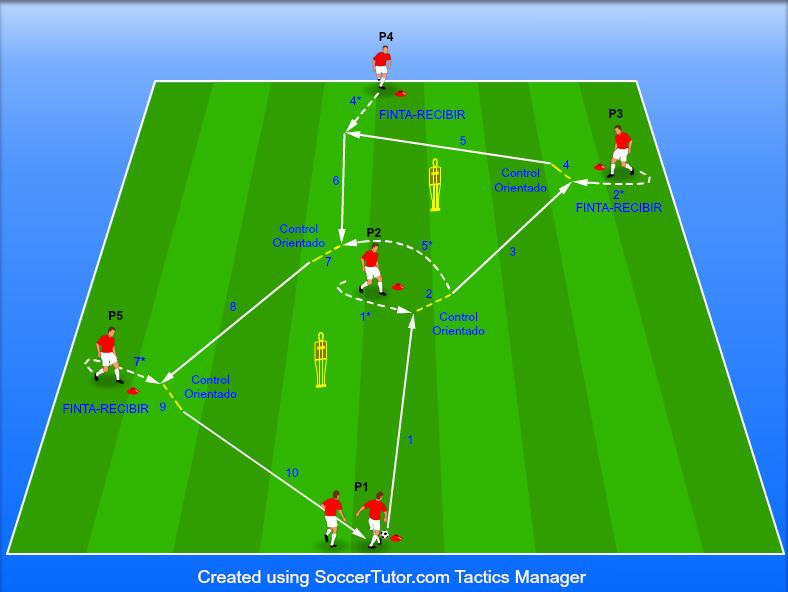 P4
4*
FINTA-RECIBIR
P3
5
4
Control
Orientado
2*
FINTA-RECIBIR
6
Control
Orientado
P2
5*
3
7
2
1*
Control
Orientado
8
P5
7*
Control
Orientado
FINTA-RECIBIR
9
1
10
P1
Created using SoccerTutor.com Tactics Manager